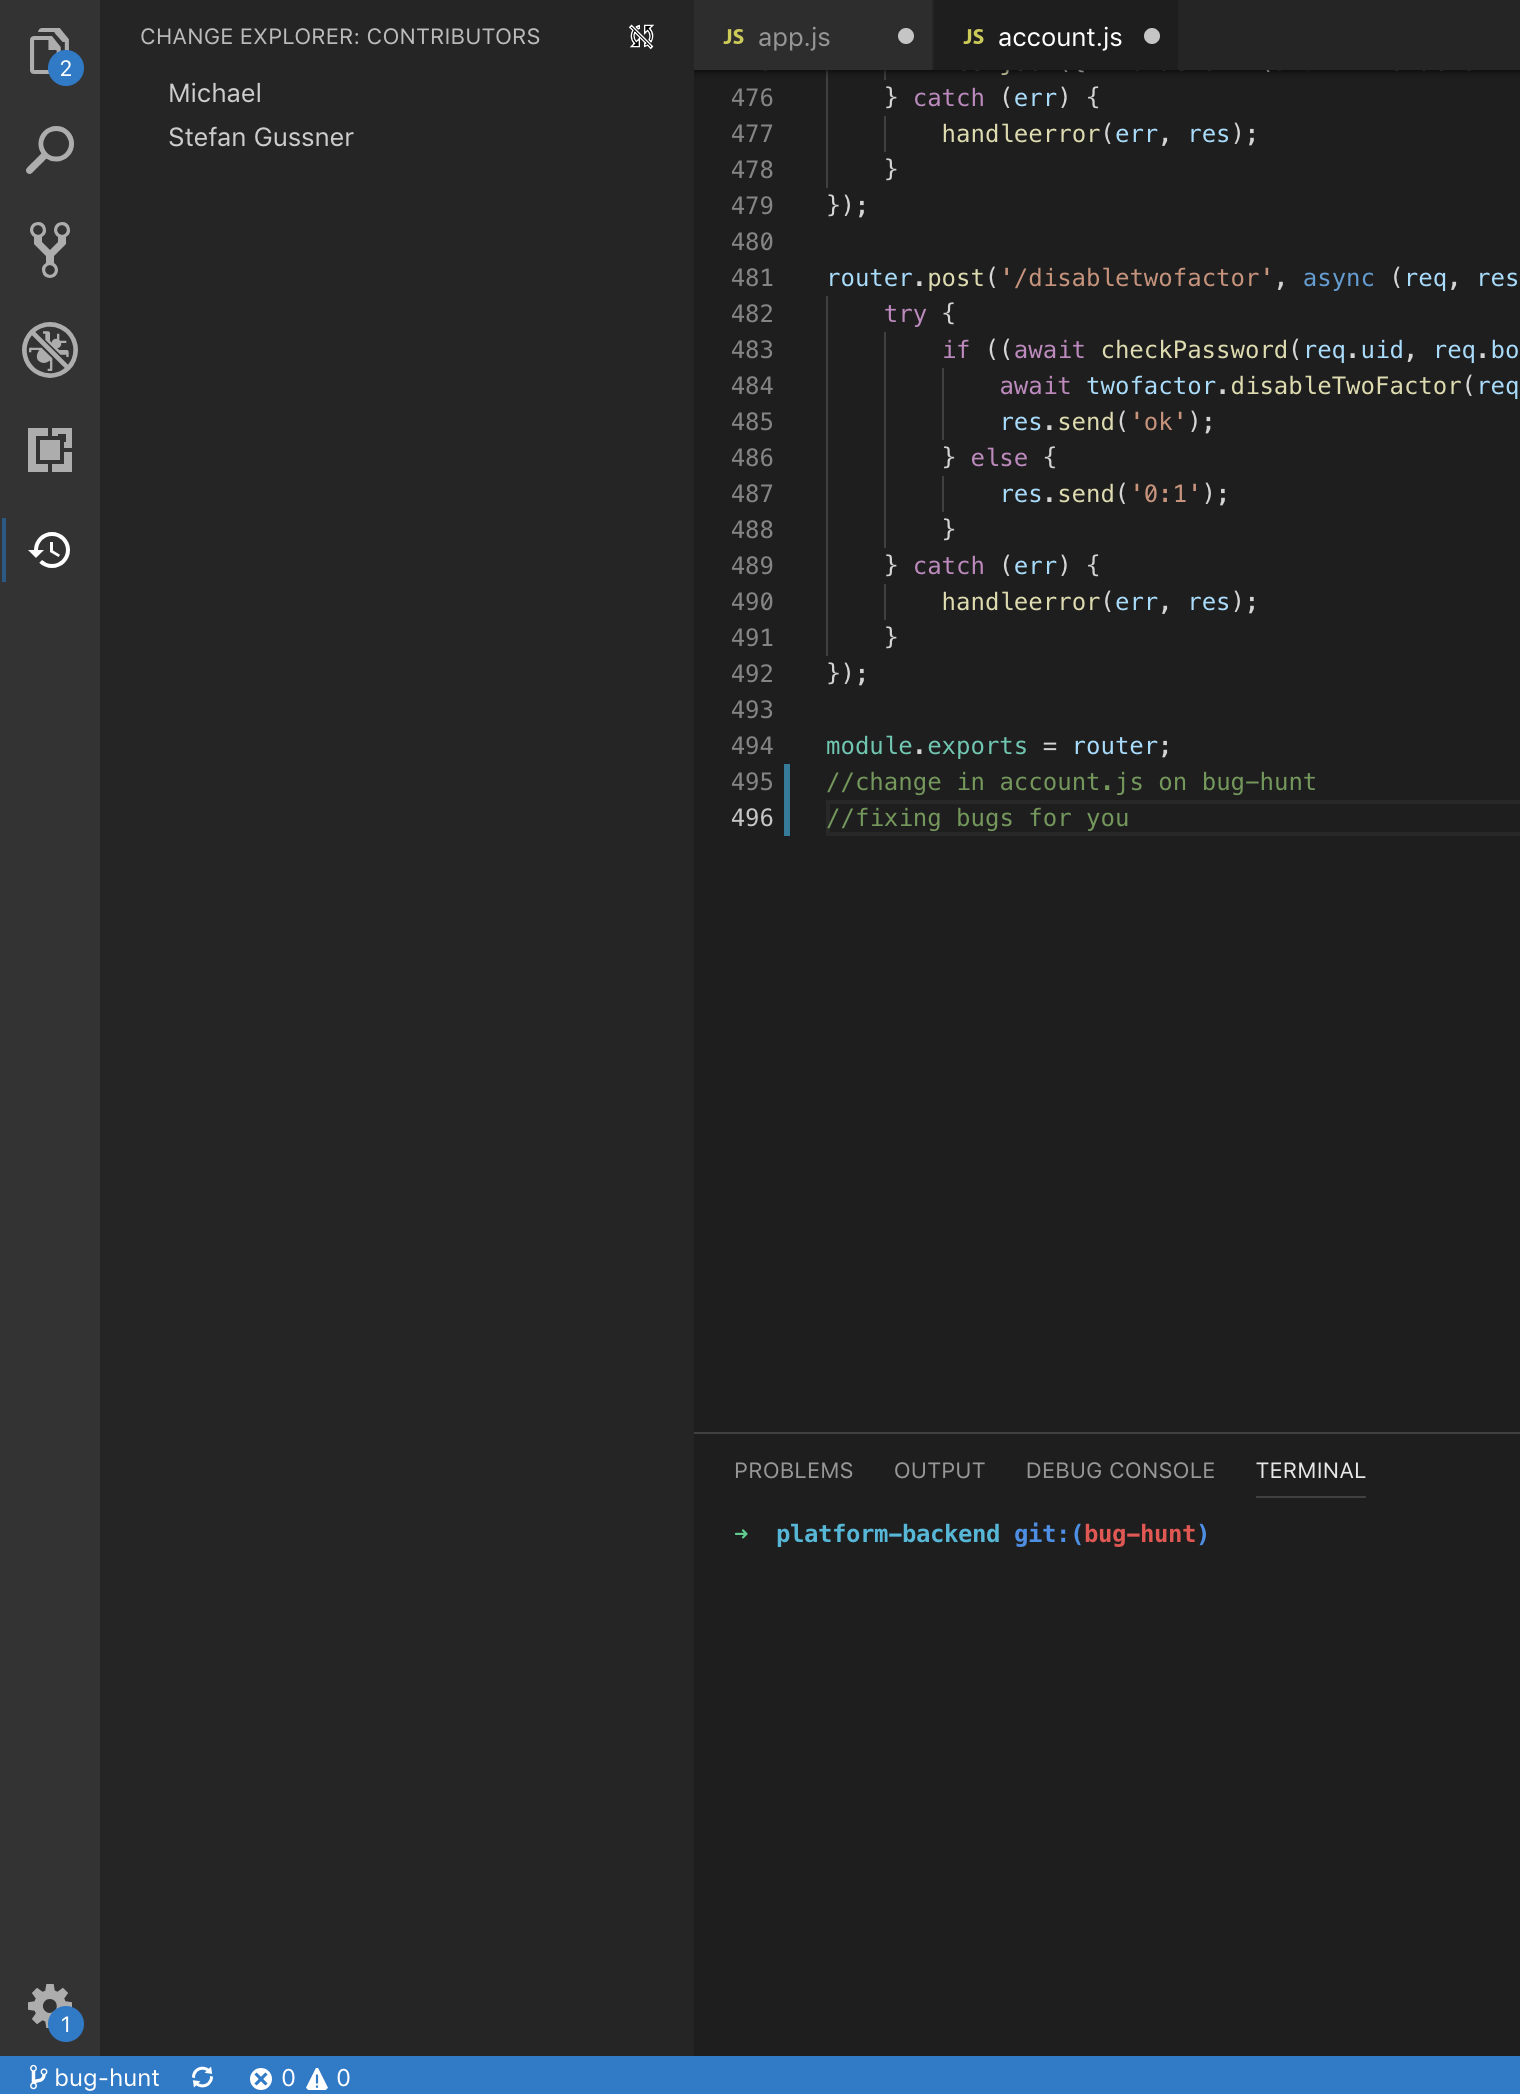 2
CHANGE EXPLORER: CONTRIBUTORS
Michael
Stefan Gussner
JS app.js
JS account.js
476 } catch (err) {
477 handleerror(err, res);
478 }
479 });
480
481 router.post('/disabletwofactor', async (req, res
482 try {
483 if ((await checkPassword(req.uid, req.bo
484 await twofactor.disableTwoFactor(req
485 res.send('ok');
486 } else {
487 res.send('0:1');
488 }
489 } catch (err) {
490 handleerror(err, res);
491 }
492 });
493
494 module.exports = router;
495 //change in account.js on bug-hunt
496 //fixing bugs for you
PROBLEMS OUTPUT DEBUG CONSOLE TERMINAL
➜ platform-backend git:(bug-hunt)
1
bug-hunt 0 0